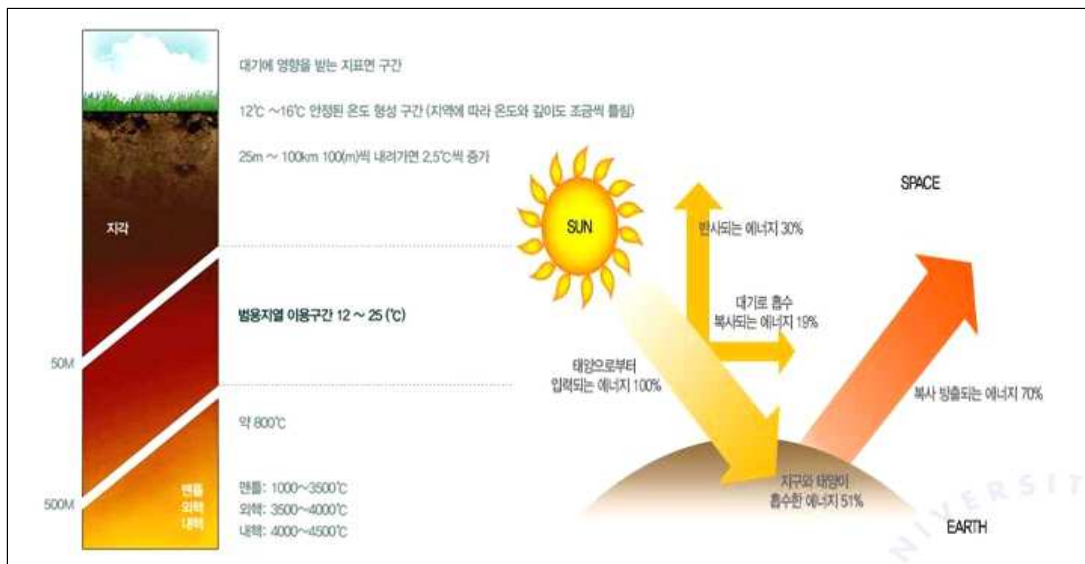 대기에 영향을 받는 지표면 구간
12℃ ～16℃ 안정된 온도 형성 구간 (지역에 따라 온도와 깊이도 조금씩 틀림)
25m ～ 100km 100(m)씩 내려가면 2.5℃씩 증가
지각
범용지열 이용구간 12 ～ 25 (℃)
50M
약 800℃
500M
맨틀
외핵
내핵
맨틀: 1000～3500℃
외핵: 3500～4000℃
내핵: 4000～4500℃
SUN
SPACE
반사되는 에너지 30%
대기로 흡수
복사되는 에너지 19%
태양으로부터
입력되는 에너지 100%
복사 방출되는 에너지 70%
지구와 태양이
흡수한 에너지 51%
EARTH
NIVERSIT